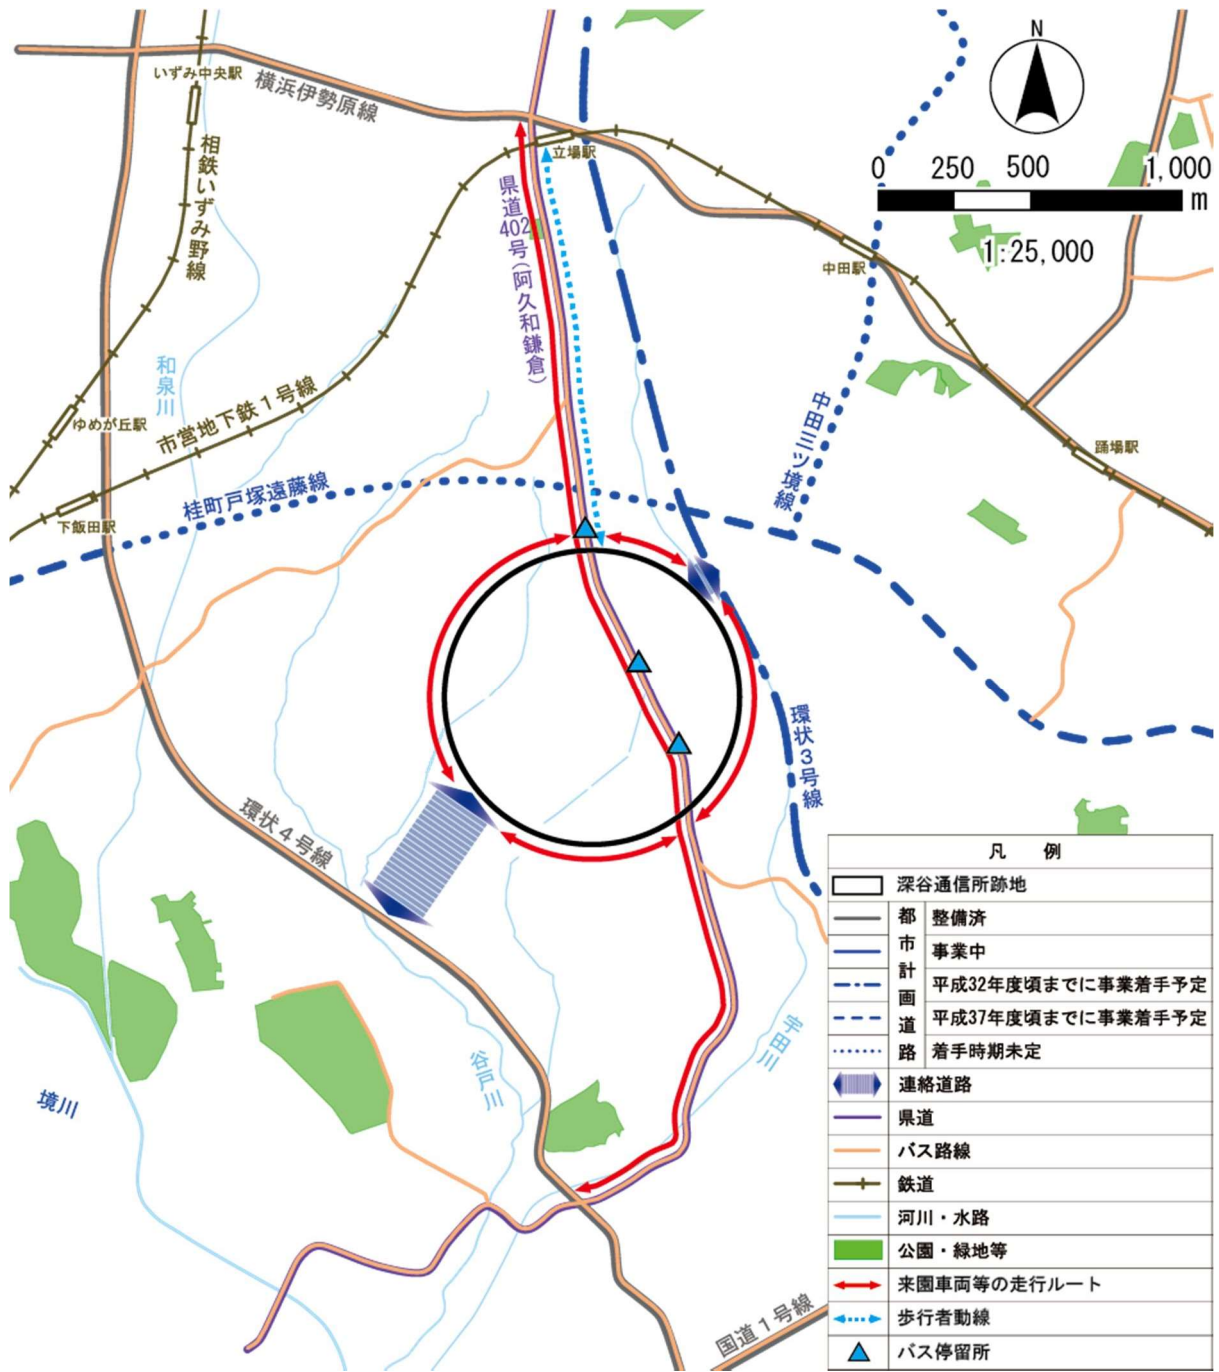 N
0 250 500 1,000
m
1:25,000
いずみ中央駅
横浜伊勢原線
相鉄いずみ野線
立場駅
県道402号(阿久和鎌倉)
中田駅
和泉川
ゆめが丘駅
市営地下鉄1号線
中田三ツ境線
踊場駅
桂町戸塚遠藤線
下飯田駅
環状3号線
環状4号線
宇田川
谷戸川
境川
国道1号線
凡 例
深谷通信所跡地
都市計画道路
整備済
事業中
平成32年度頃までに事業着手予定
平成37年度頃までに事業着手予定
着手時期未定
連絡道路
県道
バス路線
鉄道
河川・水路
公園・緑地等
来園車両等の走行ルート
歩行者動線
バス停留所